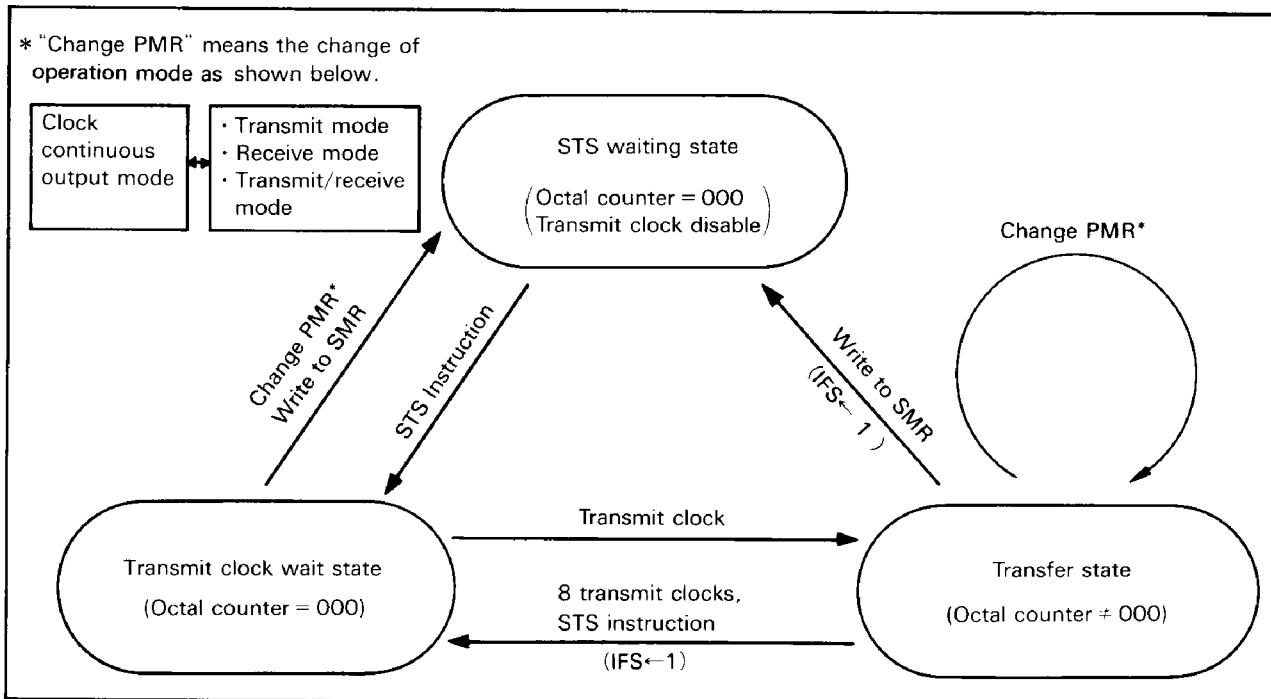 * "Change PMR" means the change of
operation mode as shown below.
Clock
continuous
output mode
· Transmit mode
· Receive mode
· Transmit/receive
mode
STS waiting state
(Octal counter = 000
Transmit clock disable)
Change PMR*
Change PMR*
Write to SMR
STS Instruction
Write to SMR
(IFS← 1 )
Transmit clock wait state
(Octal counter = 000)
Transmit clock
8 transmit clocks,
STS instruction
(IFS←1)
Transfer state
(Octal counter ≠ 000)